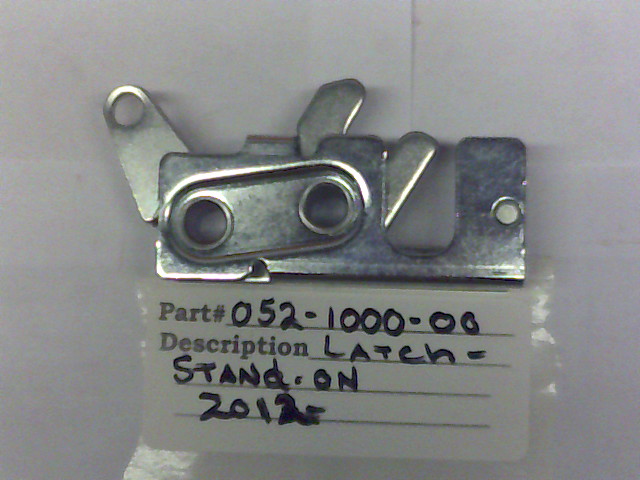 Part# 052-1000-00
Description LATCH-
STAND-ON
2012-